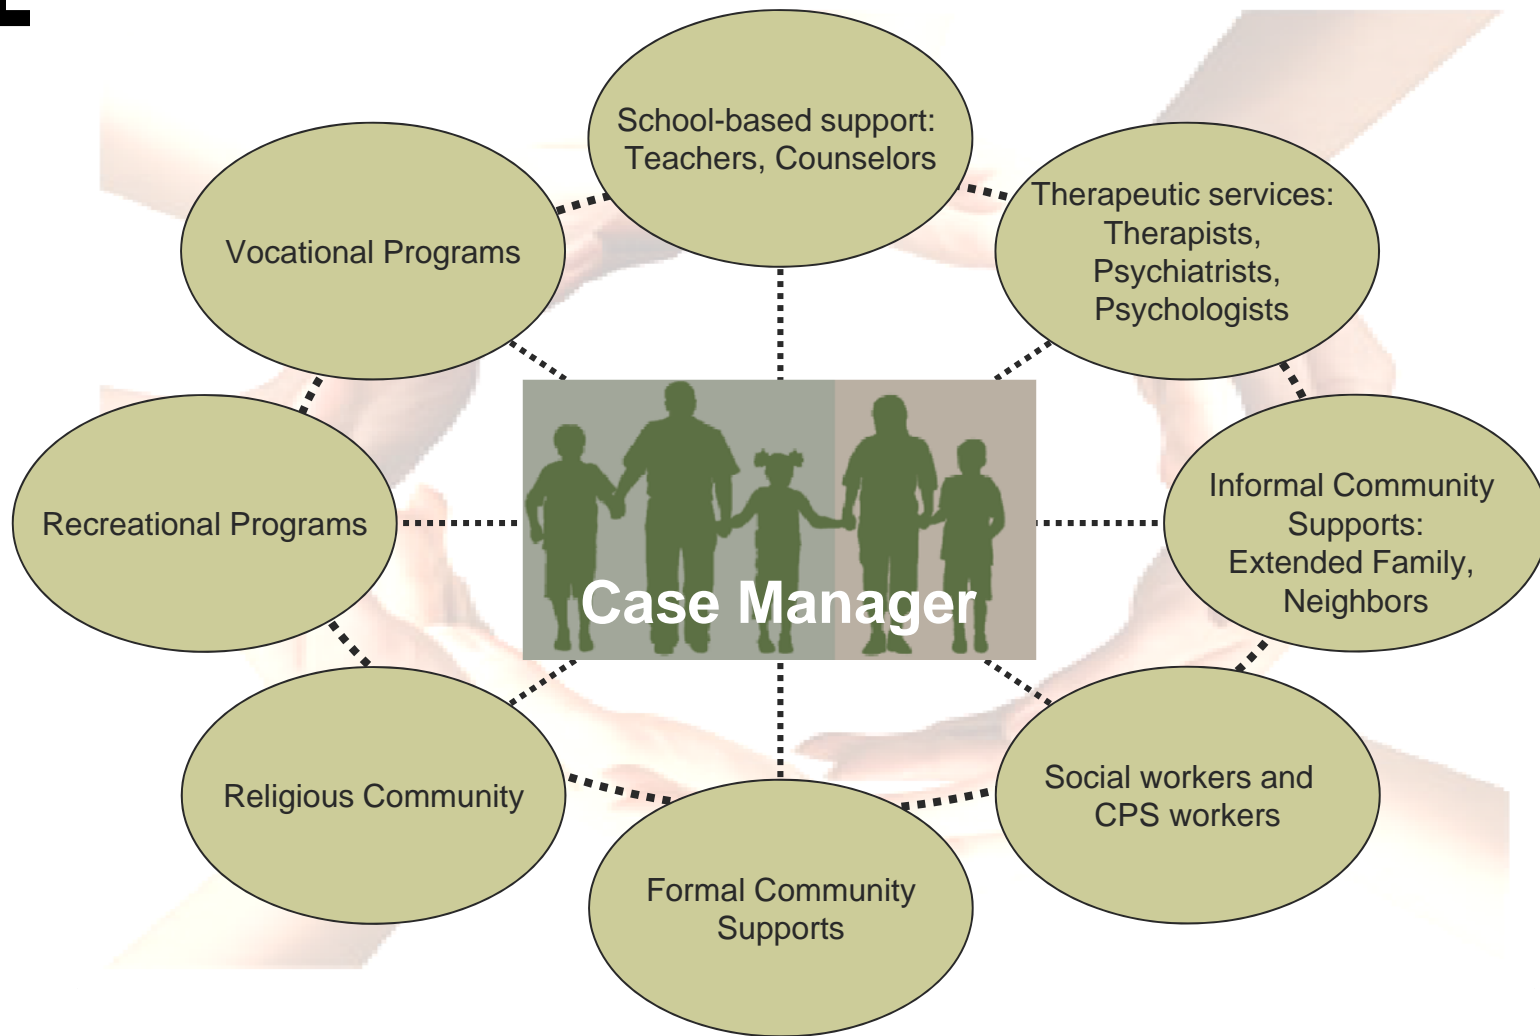 School-based support:
Teachers, Counselors
Therapeutic services:
Therapists,
Psychiatrists,
Psychologists
Vocational Programs
Informal Community
Supports:
Extended Family,
Neighbors
Recreational Programs
Case Manager
Social workers and
CPS workers
Religious Community
Formal Community
Supports